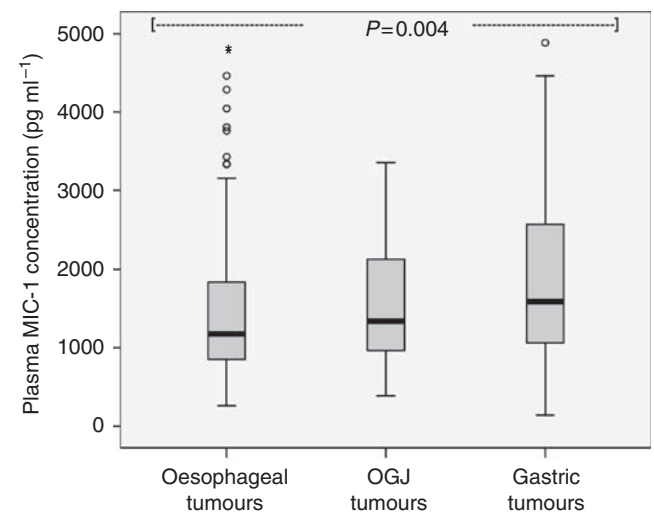 P=0.004
Plasma MIC-1 concentration (pg ml⁻¹)
5000
4000
3000
2000
1000
0
Oesophageal
tumours
OGJ
tumours
Gastric
tumours